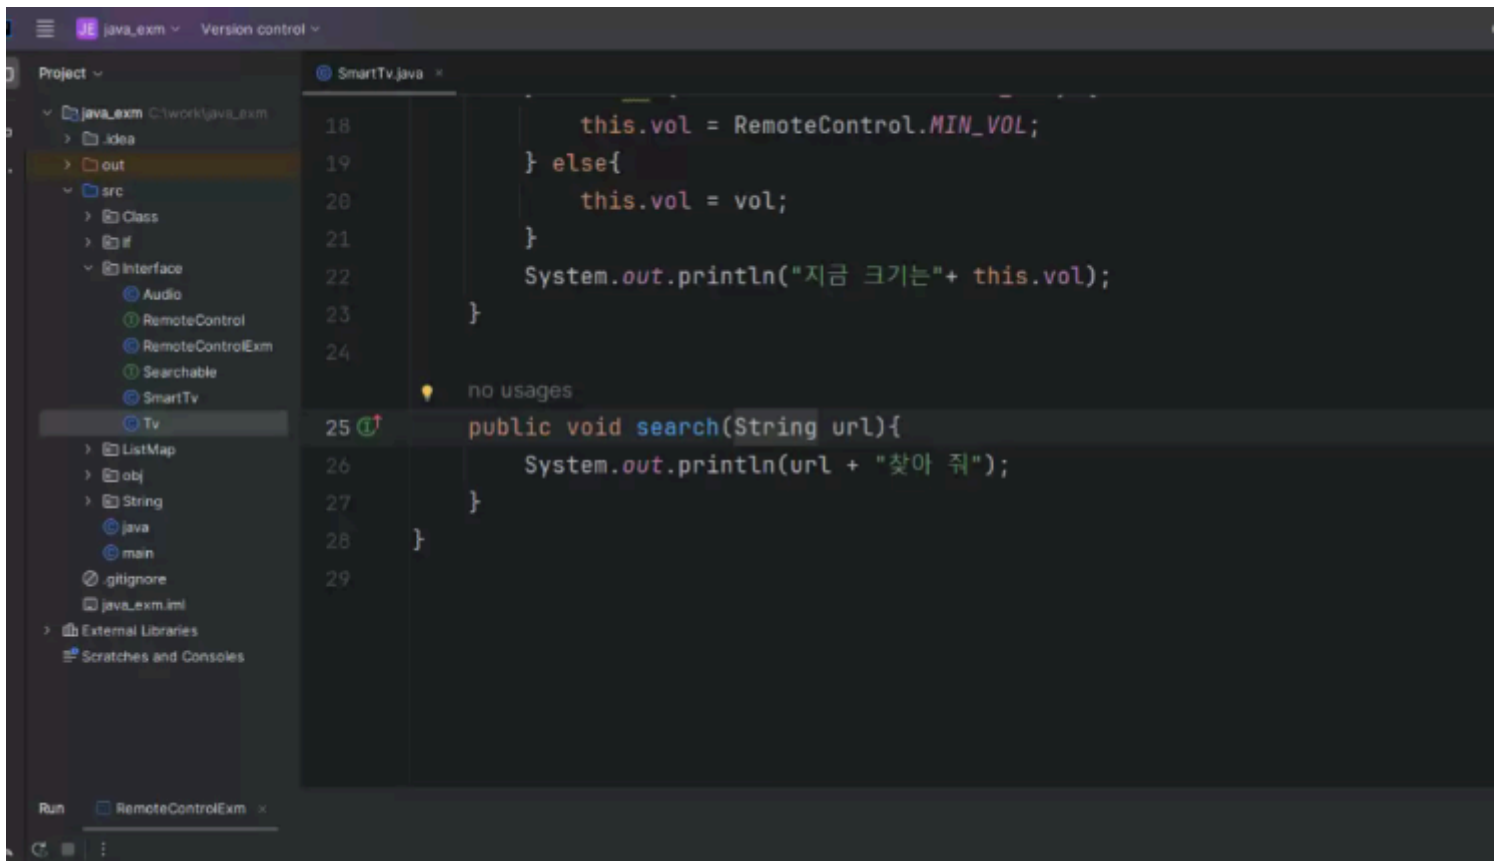 JE java_exm Version control
Project
SmartTv.java
java_exm C:\work\java_exm
.idea
out
src
Class
If
Interface
Audio
RemoteControl
RemoteControlExm
Searchable
SmartTv
Tv
ListMap
obj
String
java
main
.gitignore
java_exm.iml
External Libraries
Scratches and Consoles
18 this.vol = RemoteControl.MIN_VOL;
19 } else{
20 this.vol = vol;
21 }
22 System.out.println("지금 크기는"+ this.vol);
23 }
24
no usages
25 public void search(String url){
26 System.out.println(url + "찾아 줘");
27 }
28 }
29
Run RemoteControlExm